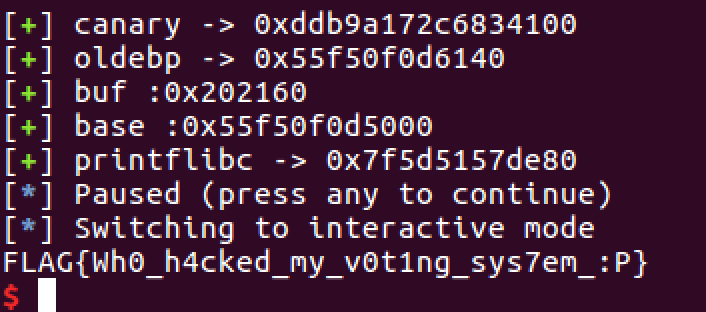 [+] canary -> 0xddb9a172c6834100
[+] oldebp -> 0x55f50f0d6140
[+] buf :0x202160
[+] base :0x55f50f0d5000
[+] printflibc -> 0x7f5d5157de80
[*] Paused (press any to continue)
[*] Switching to interactive mode
FLAG{Wh0_h4cked_my_v0t1ng_sys7em_:P}
$